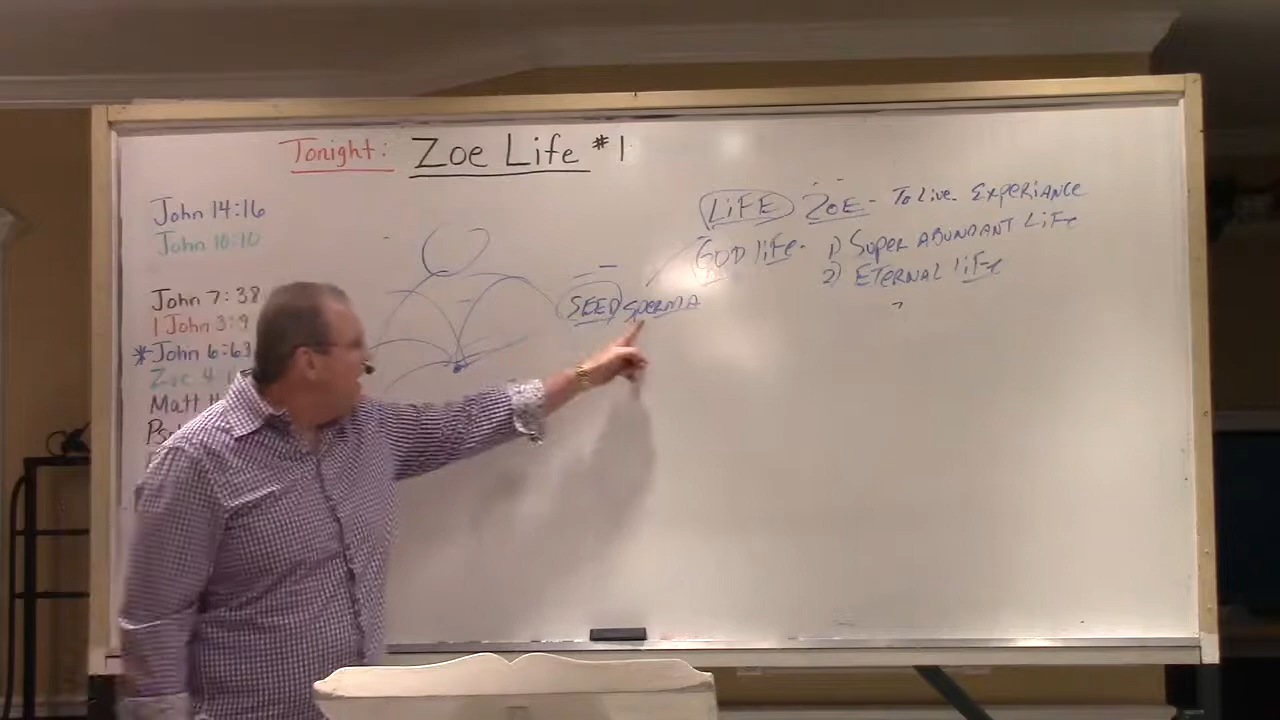 Tonight: Zoe Life #1
John 14:16
John 10:10
John 7:38
1 John 3:9
*John 6:63
Zoe 4
Matt
LiFE ZOE - To Live. EXPERiANCE
GOD LiFe - 1) SuPeR ABUNDANT LiFe
2) ETERNAL LiFe
SEED SPERMA